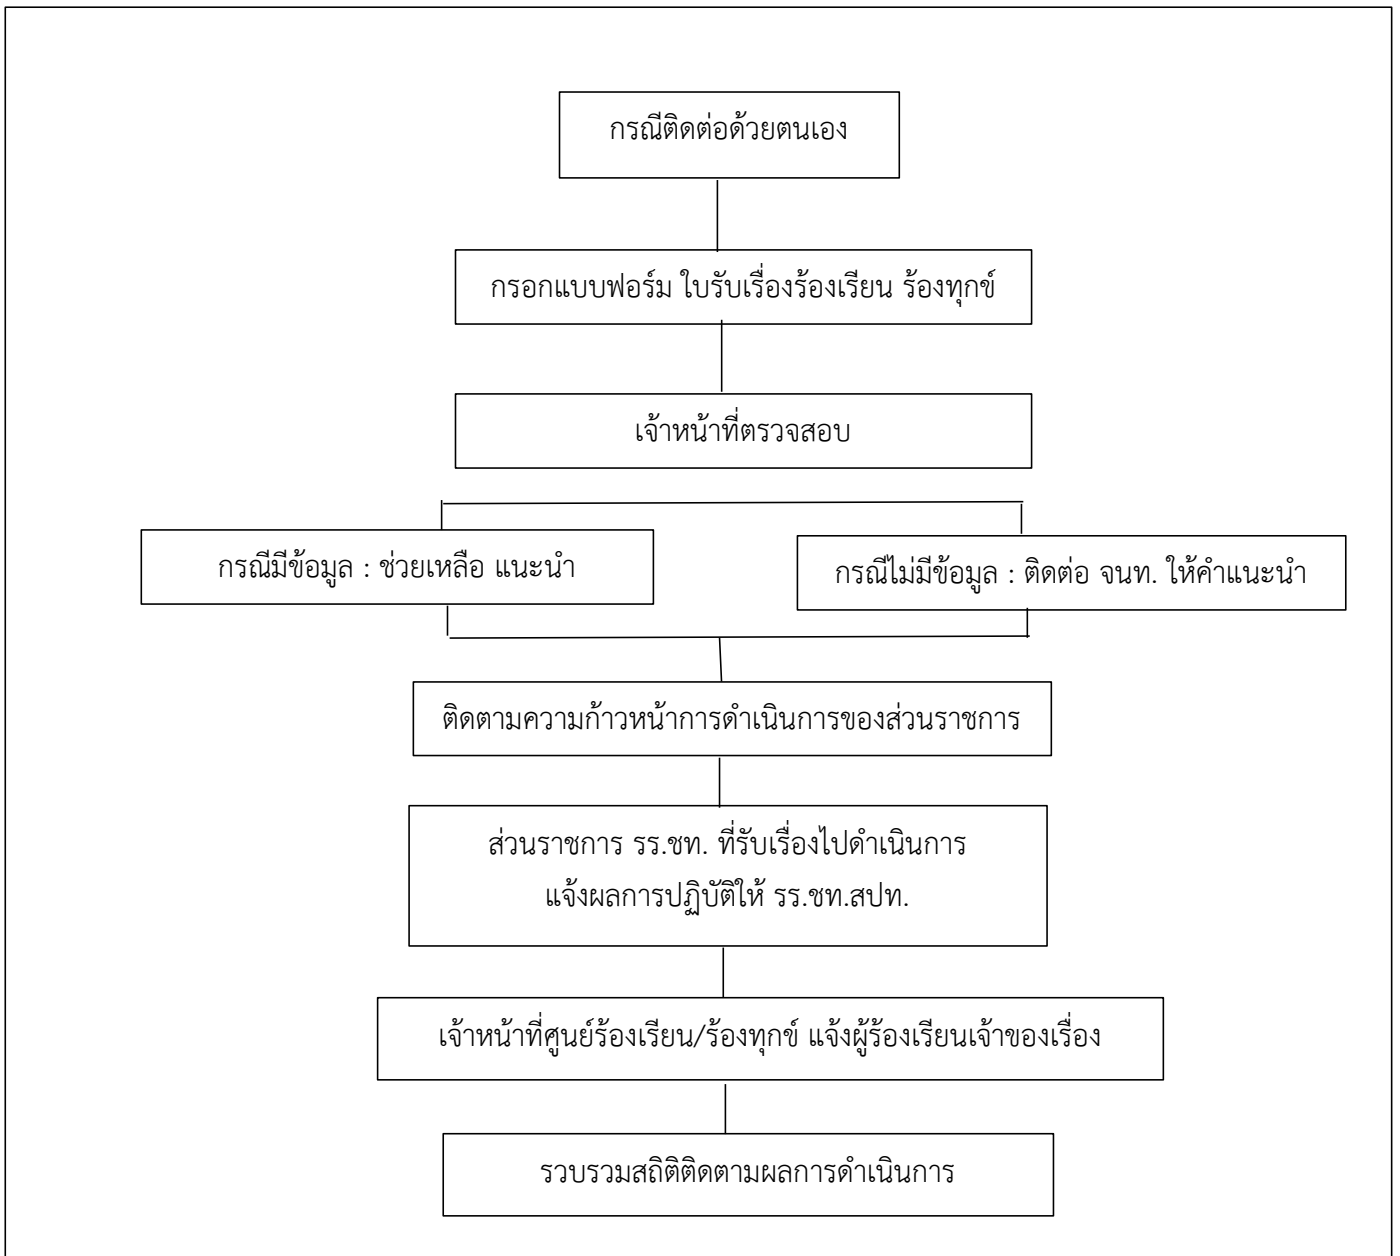 กรณีติดต่อด้วยตนเอง
กรอกแบบฟอร์ม ใบรับเรื่องร้องเรียน ร้องทุกข์
เจ้าหน้าที่ตรวจสอบ
กรณีมีข้อมูล : ช่วยเหลือ แนะนำ
กรณีไม่มีข้อมูล : ติดต่อ จนท. ให้คำแนะนำ
ติดตามความก้าวหน้าการดำเนินการของส่วนราชการ
ส่วนราชการ รร.ชท. ที่รับเรื่องไปดำเนินการ
แจ้งผลการปฏิบัติให้ รร.ชท.สปท.
เจ้าหน้าที่ศูนย์ร้องเรียน/ร้องทุกข์ แจ้งผู้ร้องเรียนเจ้าของเรื่อง
รวบรวมสถิติติดตามผลการดำเนินการ